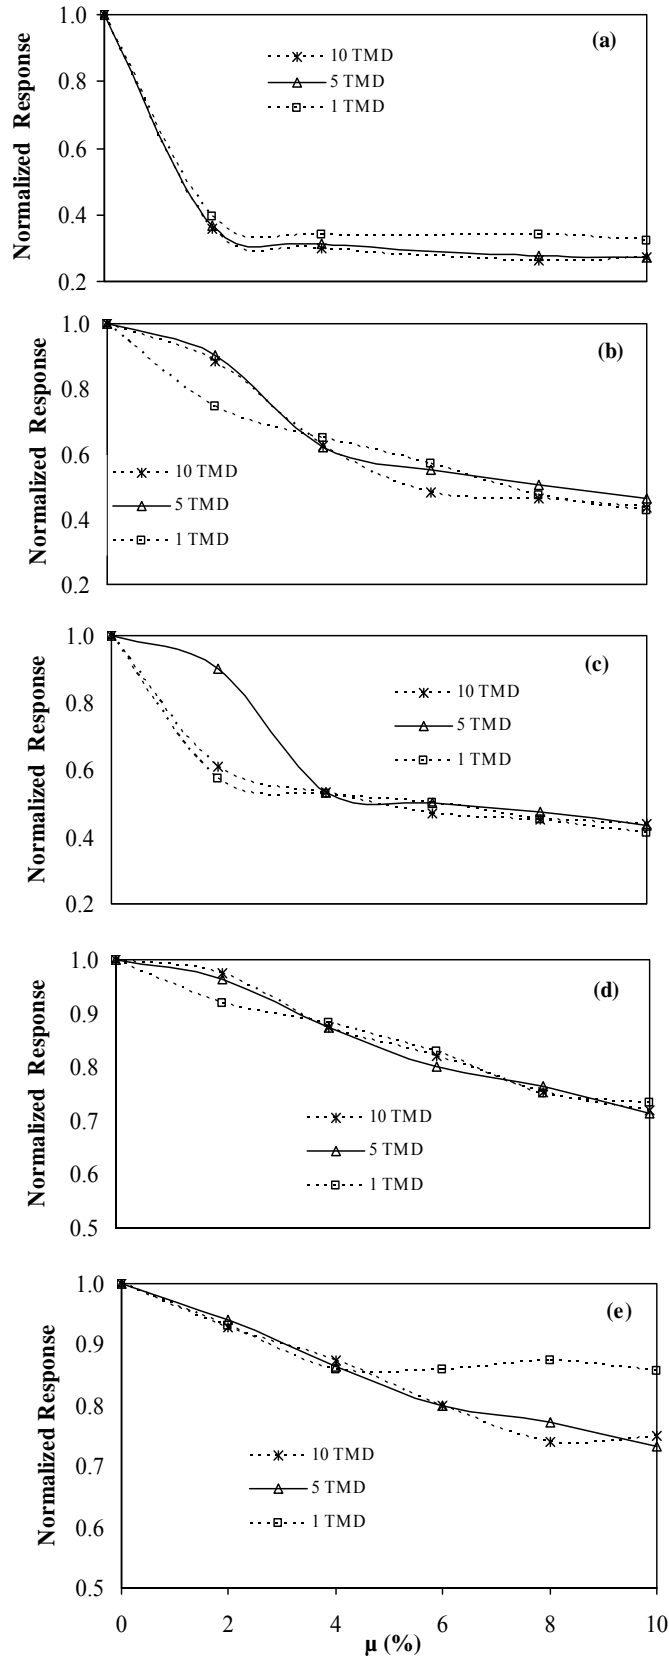 1.0
(a)
10 TMD
0.8
5 TMD
1 TMD
0.6
0.4
0.2
Normalized Response
1.0
(b)
0.8
0.6
10 TMD
5 TMD
0.4
1 TMD
0.2
Normalized Response
1.0
(c)
10 TMD
0.8
5 TMD
1 TMD
0.6
0.4
0.2
Normalized Response
1.0
(d)
0.9
0.8
0.7
10 TMD
5 TMD
0.6
1 TMD
0.5
Normalized Response
1.0
(e)
0.9
0.8
0.7
10 TMD
5 TMD
0.6
1 TMD
0.5
Normalized Response
0 2 4 6 8 10
μ (%)